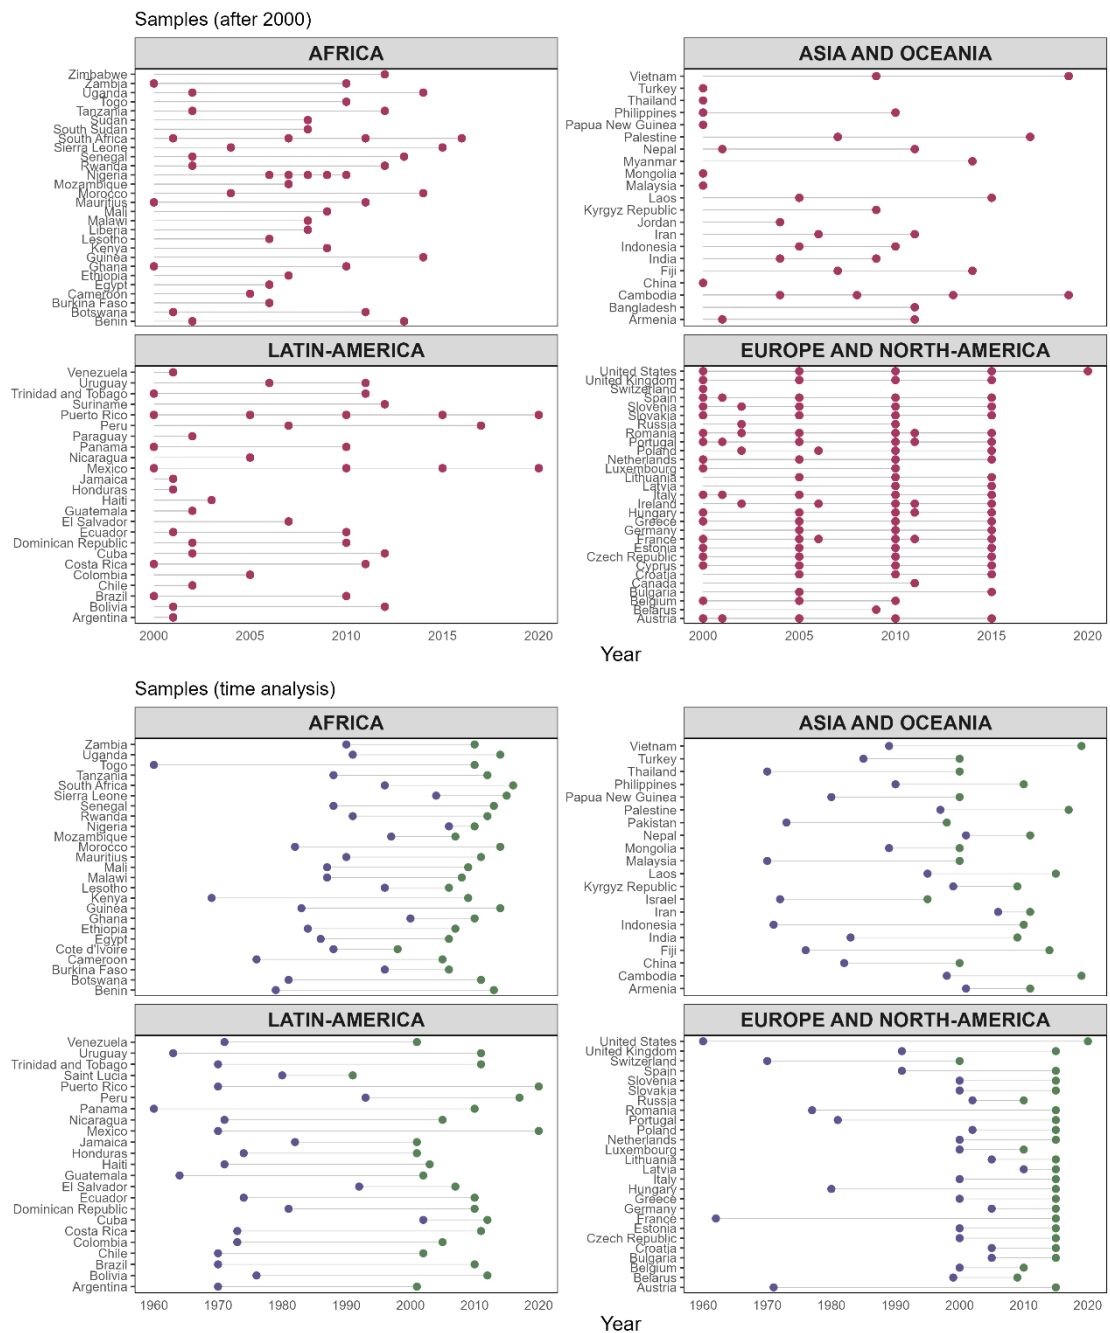 Samples (after 2000)
AFRICA
Zimbabwe
Zambia
Uganda
Togo
Tanzania
Sudan
South Sudan
South Africa
Sierra Leone
Senegal
Rwanda
Nigeria
Mozambique
Morocco
Mauritius
Mali
Malawi
Liberia
Lesotho
Kenya
Guinea
Ghana
Ethiopia
Egypt
Cameroon
Burkina Faso
Botswana
Benin
ASIA AND OCEANIA
Vietnam
Turkey
Thailand
Philippines
Papua New Guinea
Palestine
Nepal
Myanmar
Mongolia
Malaysia
Laos
Kyrgyz Republic
Jordan
Iran
Indonesia
India
Fiji
China
Cambodia
Bangladesh
Armenia
LATIN-AMERICA
Venezuela
Uruguay
Trinidad and Tobago
Suriname
Puerto Rico
Peru
Paraguay
Panama
Nicaragua
Mexico
Jamaica
Honduras
Haiti
Guatemala
El Salvador
Ecuador
Dominican Republic
Cuba
Costa Rica
Colombia
Chile
Brazil
Bolivia
Argentina
2000 2005 2010 2015 2020
EUROPE AND NORTH-AMERICA
United States
United Kingdom
Switzerland
Spain
Slovenia
Slovakia
Russia
Romania
Portugal
Poland
Netherlands
Luxembourg
Lithuania
Latvia
Italy
Ireland
Hungary
Greece
Germany
France
Estonia
Czech Republic
Cyprus
Croatia
Canada
Bulgaria
Belgium
Belarus
Austria
2000 2005 2010 2015 2020
Year
Samples (time analysis)
AFRICA
Zambia
Uganda
Togo
Tanzania
South Africa
Sierra Leone
Senegal
Rwanda
Nigeria
Mozambique
Morocco
Mauritius
Mali
Malawi
Lesotho
Kenya
Guinea
Ghana
Ethiopia
Egypt
Cote d'Ivoire
Cameroon
Burkina Faso
Botswana
Benin
ASIA AND OCEANIA
Vietnam
Turkey
Thailand
Philippines
Papua New Guinea
Palestine
Pakistan
Nepal
Mongolia
Malaysia
Laos
Kyrgyz Republic
Israel
Iran
Indonesia
India
Fiji
China
Cambodia
Armenia
LATIN-AMERICA
Venezuela
Uruguay
Trinidad and Tobago
Saint Lucia
Puerto Rico
Peru
Panama
Nicaragua
Mexico
Jamaica
Honduras
Haiti
Guatemala
El Salvador
Ecuador
Dominican Republic
Cuba
Costa Rica
Colombia
Chile
Brazil
Bolivia
Argentina
1960 1970 1980 1990 2000 2010 2020
EUROPE AND NORTH-AMERICA
United States
United Kingdom
Switzerland
Spain
Slovenia
Slovakia
Russia
Romania
Portugal
Poland
Netherlands
Luxembourg
Lithuania
Latvia
Italy
Hungary
Greece
Germany
France
Estonia
Czech Republic
Croatia
Bulgaria
Belgium
Belarus
Austria
1960 1970 1980 1990 2000 2010 2020
Year